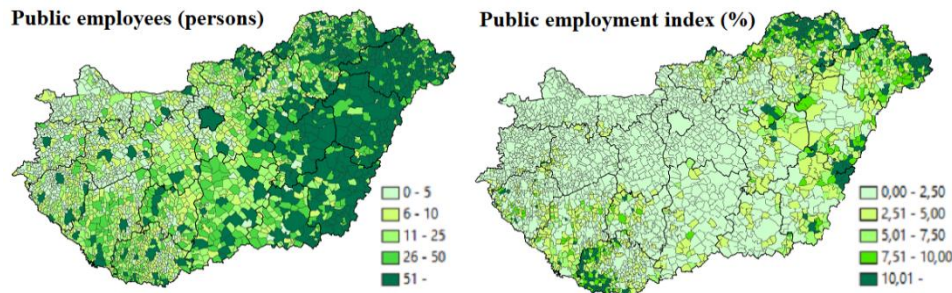 Public employees (persons)
0 - 5
6 - 10
11 - 25
26 - 50
51 -
Public employment index (%)
0,00 - 2,50
2,51 - 5,00
5,01 - 7,50
7,51 - 10,00
10,01 -